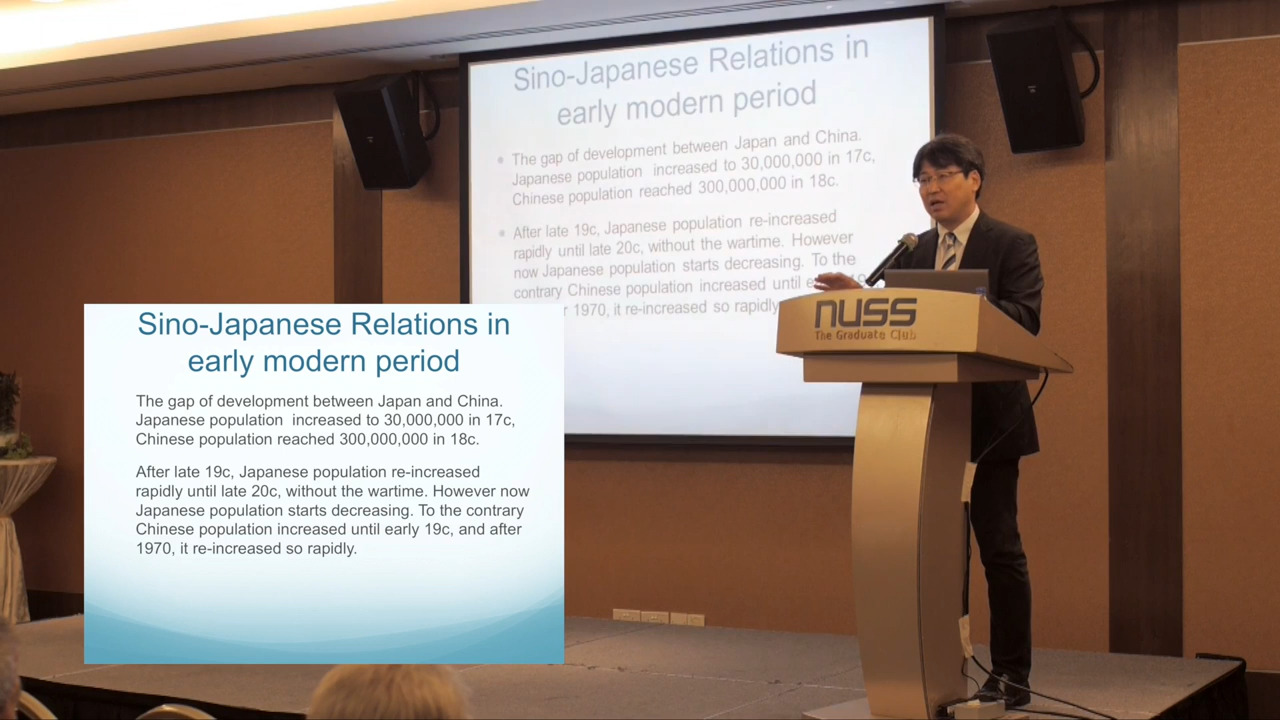 Sino-Japanese Relations in
early modern period
The gap of development between Japan and China.
Japanese population increased to 30,000,000 in 17c,
Chinese population reached 300,000,000 in 18c.
After late 19c, Japanese population re-increased
rapidly until late 20c, without the wartime. However
now Japanese population starts decreasing. To the
contrary Chinese population increased until
1970, it re-increased so rapidly
nuss
The Graduate Club
Sino-Japanese Relations in
early modern period
The gap of development between Japan and China.
Japanese population increased to 30,000,000 in 17c,
Chinese population reached 300,000,000 in 18c.
After late 19c, Japanese population re-increased
rapidly until late 20c, without the wartime. However now
Japanese population starts decreasing. To the contrary
Chinese population increased until early 19c, and after
1970, it re-increased so rapidly.